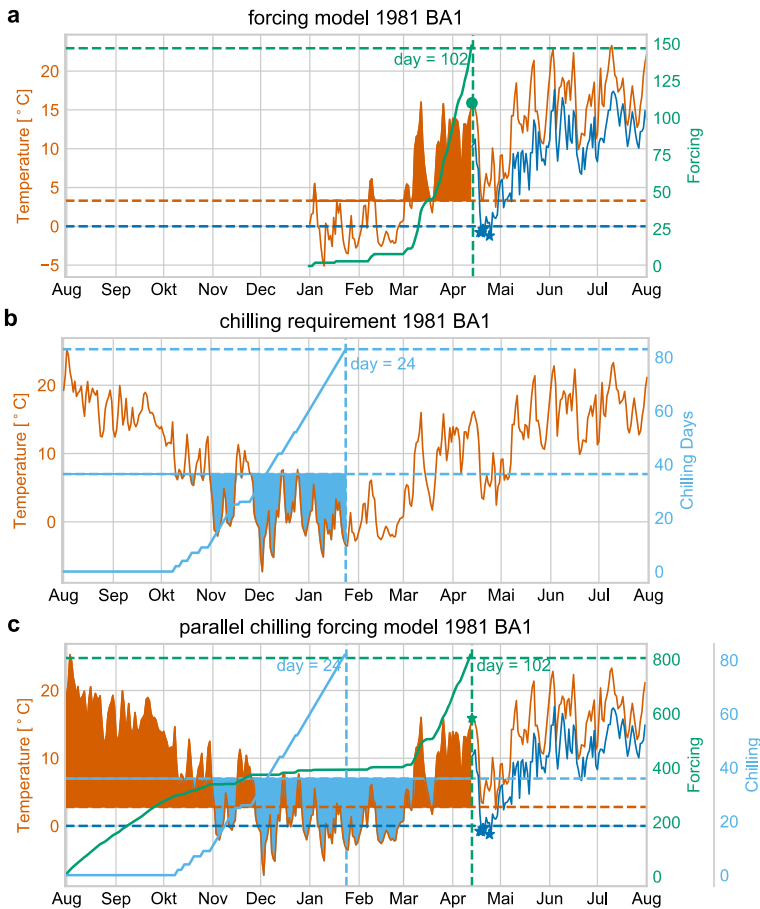 a
forcing model 1981 BA1
Temperature [ ° C]
20
15
10
5
0
−5
day = 102
150
125
100
75
50
25
0
Forcing
Aug Sep Okt Nov Dec Jan Feb Mar Apr Mai Jun Jul Aug
b
chilling requirement 1981 BA1
Temperature [ ° C]
20
10
0
day = 24
80
60
40
20
0
Chilling Days
Aug Sep Okt Nov Dec Jan Feb Mar Apr Mai Jun Jul Aug
c
parallel chilling forcing model 1981 BA1
Temperature [ ° C]
20
10
0
day = 24
day = 102
800
600
400
200
0
Forcing
80
60
40
20
0
Chilling
Aug Sep Okt Nov Dec Jan Feb Mar Apr Mai Jun Jul Aug